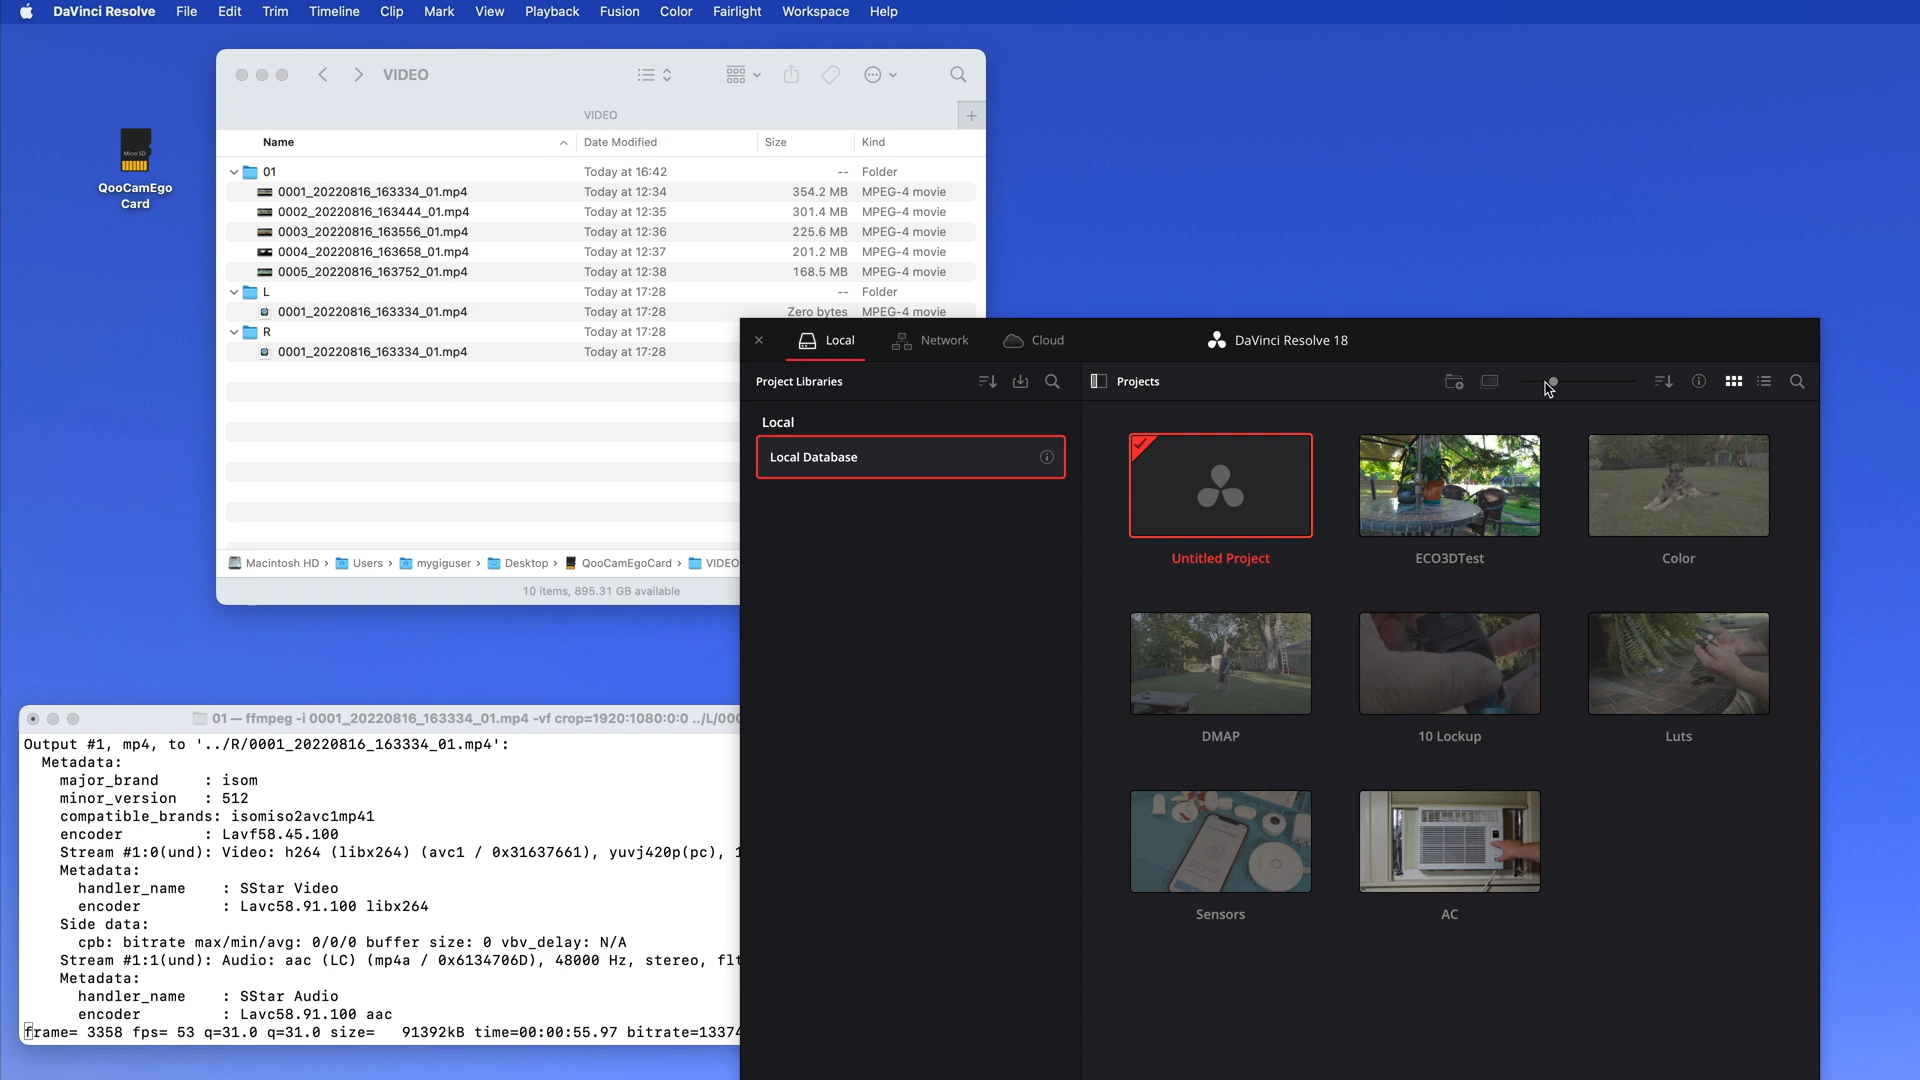 DaVinci Resolve File Edit Trim Timeline Clip Mark View Playback Fusion Color Fairlight Workspace Help
Micro SD
QooCamEgo
Card
VIDEO
VIDEO
Name Date Modified Size Kind
01 Today at 16:42 -- Folder
0001_20220816_163334_01.mp4 Today at 12:34 354.2 MB MPEG-4 movie
0002_20220816_163444_01.mp4 Today at 12:35 301.4 MB MPEG-4 movie
0003_20220816_163556_01.mp4 Today at 12:36 225.6 MB MPEG-4 movie
0004_20220816_163658_01.mp4 Today at 12:37 201.2 MB MPEG-4 movie
0005_20220816_163752_01.mp4 Today at 12:38 168.5 MB MPEG-4 movie
L Today at 17:28 -- Folder
0001_20220816_163334_01.mp4 Today at 17:28 Zero bytes MPEG-4 movie
R Today at 17:28
0001_20220816_163334_01.mp4 Today at 17:28
Macintosh HD › Users › mygiguser › Desktop › QooCamEgoCard › VIDEO
10 items, 895.31 GB available
Local Network Cloud DaVinci Resolve 18
Project Libraries
Projects
Local
Local Database
Untitled Project ECO3DTest Color
DMAP 10 Lockup Luts
Sensors AC
01 — ffmpeg -i 0001_20220816_163334_01.mp4 -vf crop=1920:1080:0:0 ../L/000
Output #1, mp4, to '../R/0001_20220816_163334_01.mp4':
Metadata:
major_brand : isom
minor_version : 512
compatible_brands: isomiso2avc1mp41
encoder : Lavf58.45.100
Stream #1:0(und): Video: h264 (libx264) (avc1 / 0x31637661), yuvj420p(pc), 1
Metadata:
handler_name : SStar Video
encoder : Lavc58.91.100 libx264
Side data:
cpb: bitrate max/min/avg: 0/0/0 buffer size: 0 vbv_delay: N/A
Stream #1:1(und): Audio: aac (LC) (mp4a / 0x6134706D), 48000 Hz, stereo, flt
Metadata:
handler_name : SStar Audio
encoder : Lavc58.91.100 aac
frame= 3358 fps= 53 q=31.0 q=31.0 size= 91392kB time=00:00:55.97 bitrate=13374